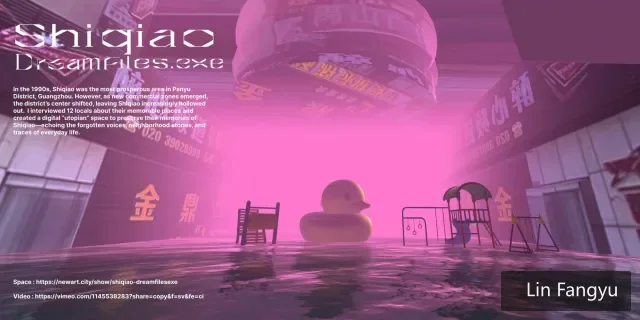 Shiqiao
Dreamfiles.exe
In the 1990s, Shiqiao was the most prosperous area in Panyu
District, Guangzhou. However, as new commercial zones emerged,
the district's center shifted, leaving Shiqiao increasingly hollowed
out. I interviewed 12 locals about their memorable places and
created a digital "utopian" space to preserve their memories of
Shiqiao—echoing the forgotten voices, neighborhood stories, and
traces of everyday life.
020
金
鼎
金
Space : https://newart.city/show/shiqiao-dreamfilesexe
Video : https://vimeo.com/1145538283?share=copy&f=sv&fe=ci
Lin Fangyu